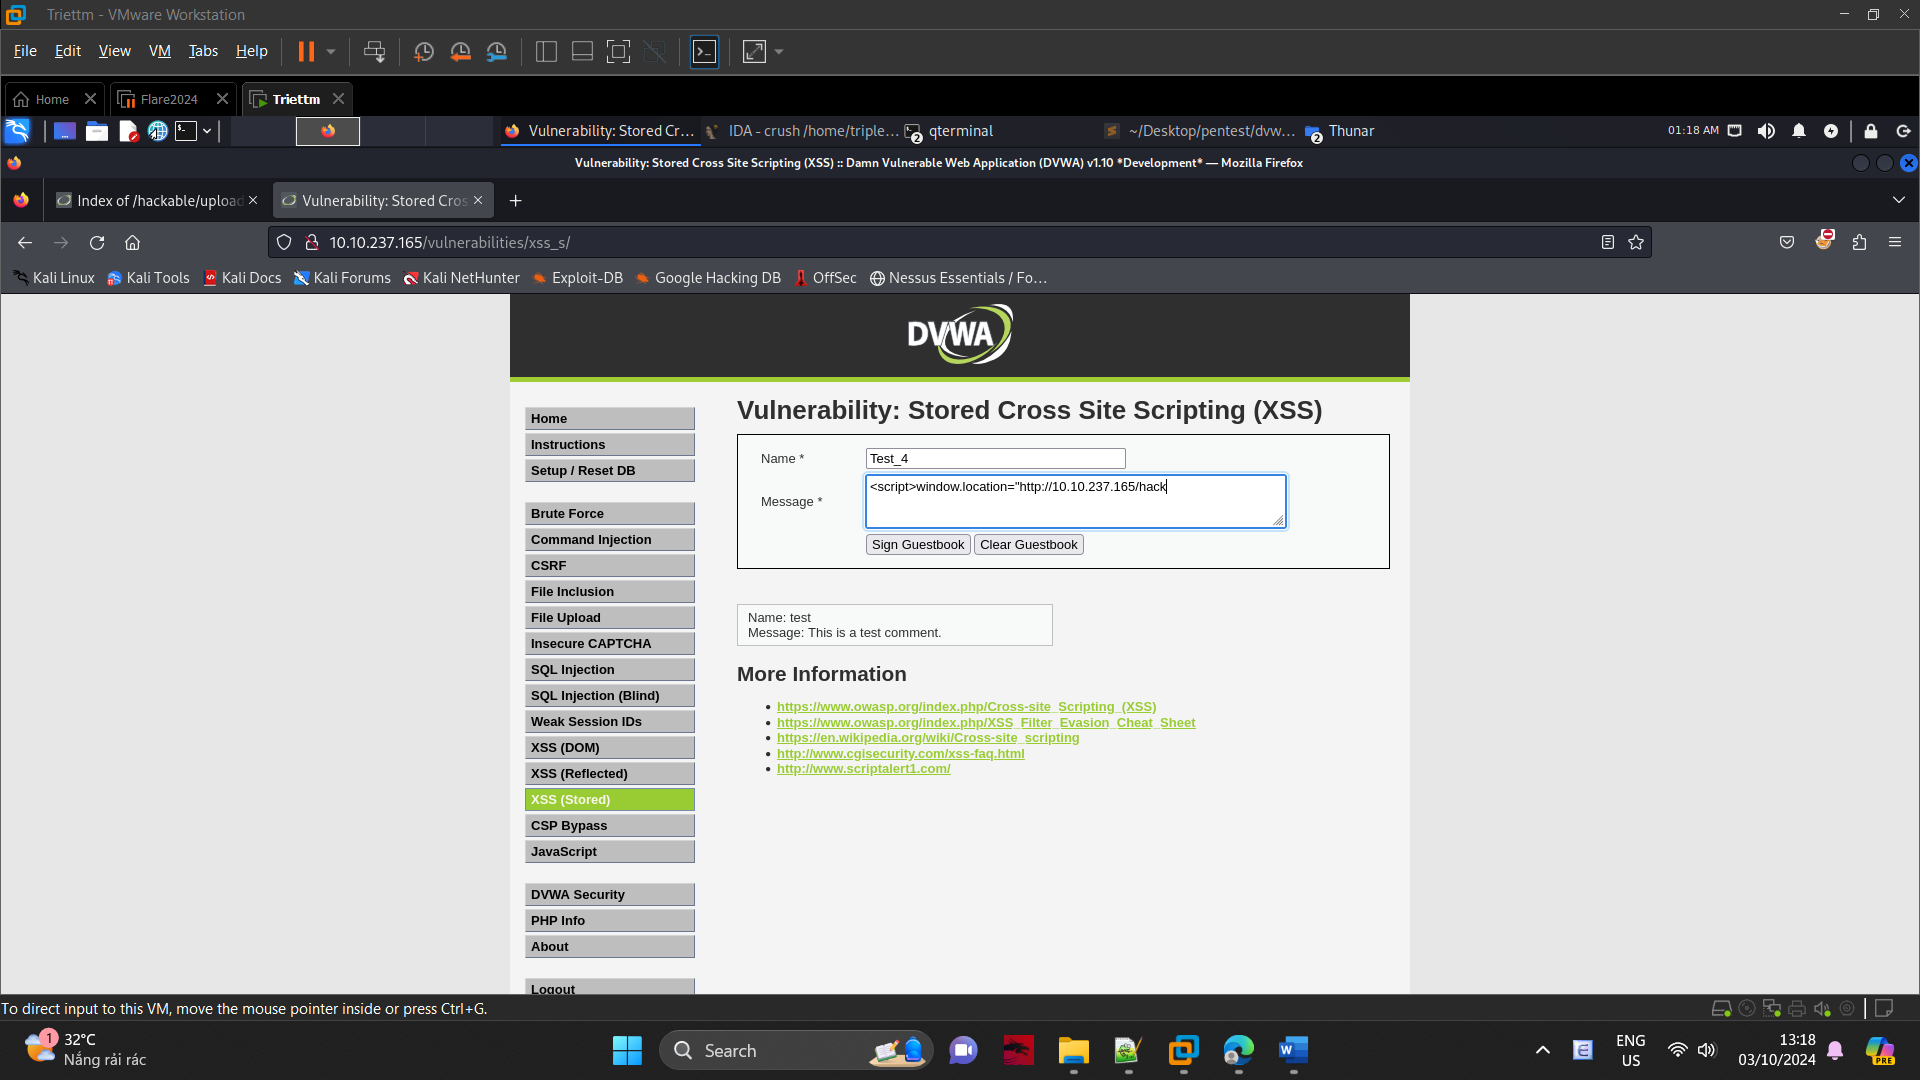 Triettm - VMware Workstation
File Edit View VM Tabs Help
Home Flare2024 Triettm
Vulnerability: Stored Cr... IDA - crush /home/triple... 2 qterminal ~/Desktop/pentest/dvw... 2 Thunar 01:18 AM
Vulnerability: Stored Cross Site Scripting (XSS) :: Damn Vulnerable Web Application (DVWA) v1.10 *Development* — Mozilla Firefox
Index of /hackable/upload Vulnerability: Stored Cros
10.10.237.165/vulnerabilities/xss_s/
Kali Linux Kali Tools Kali Docs Kali Forums Kali NetHunter Exploit-DB Google Hacking DB OffSec Nessus Essentials / Fo...
DVWA
Home
Instructions
Setup / Reset DB
Brute Force
Command Injection
CSRF
File Inclusion
File Upload
Insecure CAPTCHA
SQL Injection
SQL Injection (Blind)
Weak Session IDs
XSS (DOM)
XSS (Reflected)
XSS (Stored)
CSP Bypass
JavaScript
DVWA Security
PHP Info
About
Logout
Vulnerability: Stored Cross Site Scripting (XSS)
Name * Test_4
Message * <script>window.location="http://10.10.237.165/hack
Sign Guestbook Clear Guestbook
Name: test
Message: This is a test comment.
More Information
https://www.owasp.org/index.php/Cross-site_Scripting_(XSS)
https://www.owasp.org/index.php/XSS_Filter_Evasion_Cheat_Sheet
https://en.wikipedia.org/wiki/Cross-site_scripting
http://www.cgisecurity.com/xss-faq.html
http://www.scriptalert1.com/
To direct input to this VM, move the mouse pointer inside or press Ctrl+G.
1 32°C
Nắng rải rác
Search
ENG
US
13:18
03/10/2024
PRE